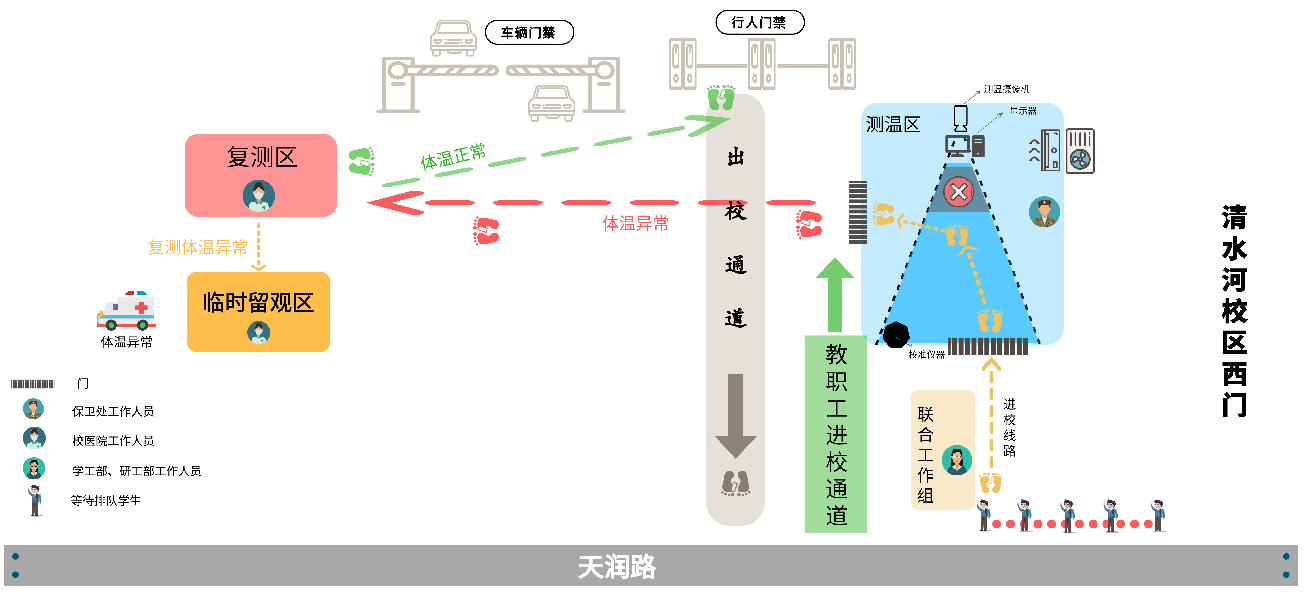 车辆门禁
行人门禁
测温摄像机
显示器
测温区
复测区
体温正常
体温异常
出校通道
复测体温异常
临时留观区
体温异常
清水河校区西门
校准仪器
教职工进校通道
联合工作组
进校线路
门
保卫处工作人员
校医院工作人员
学工部、研工部工作人员
等待排队学生
天润路